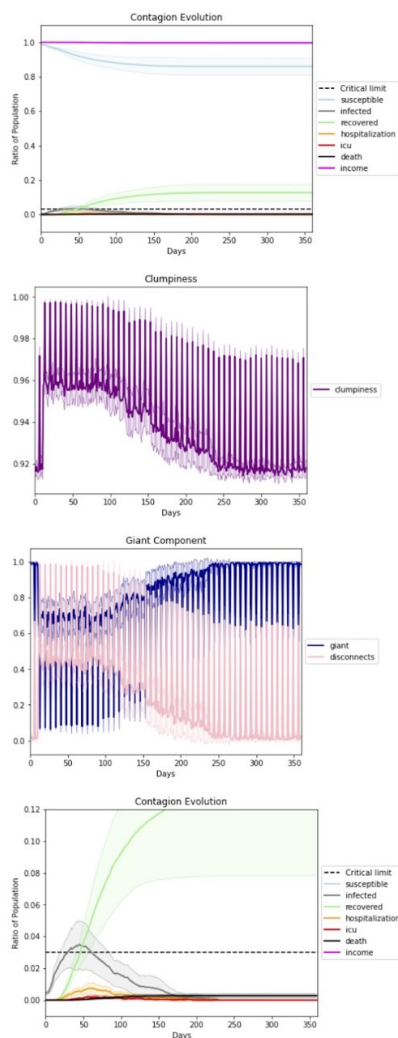 Contagion Evolution
1.0
0.8
0.6
0.4
0.2
0.0
0 50 100 150 200 250 300 350
Days
Ratio of Population
Critical limit
susceptible
infected
recovered
hospitalization
icu
death
income
Clumpiness
1.00
0.98
0.96
0.94
0.92
0 50 100 150 200 250 300 350
Days
clumpiness
Giant Component
1.0
0.8
0.6
0.4
0.2
0.0
0 50 100 150 200 250 300 350
Days
giant
disconnects
Contagion Evolution
0.12
0.10
0.08
0.06
0.04
0.02
0.00
0 50 100 150 200 250 300 350
Days
Ratio of Population
Critical limit
susceptible
infected
recovered
hospitalization
icu
death
income